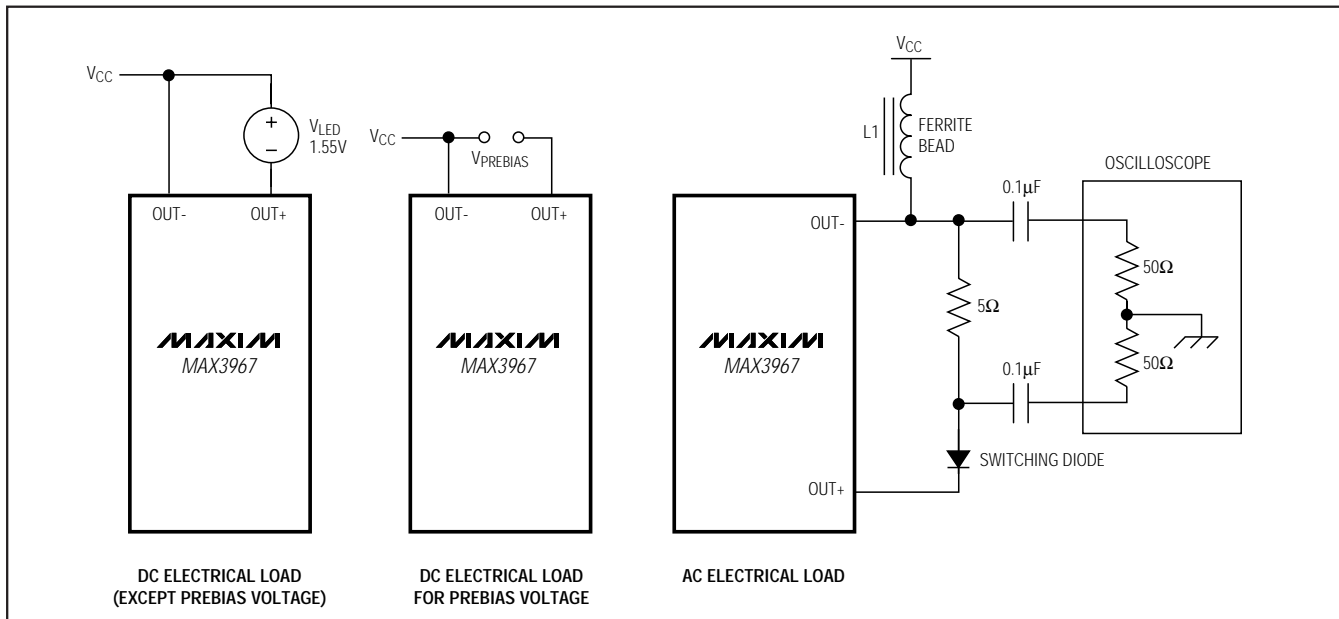 VCC
VLED
1.55V
+
−
OUT-
OUT+
MAXIM
MAX3967
DC ELECTRICAL LOAD
(EXCEPT PREBIAS VOLTAGE)
VCC
VPREBIAS
OUT-
OUT+
MAXIM
MAX3967
DC ELECTRICAL LOAD
FOR PREBIAS VOLTAGE
VCC
L1
FERRITE
BEAD
OUT-
MAXIM
MAX3967
OUT+
5Ω
0.1μF
0.1μF
OSCILLOSCOPE
50Ω
50Ω
SWITCHING DIODE
AC ELECTRICAL LOAD